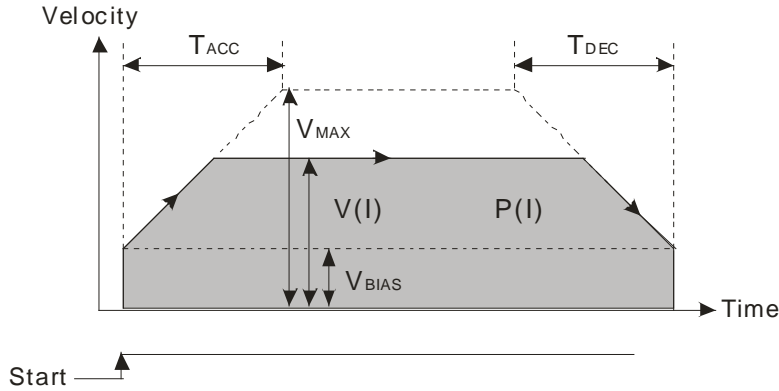 Velocity
TACC
TDEC
VMAX
V(I)
P(I)
VBIAS
Time
Start